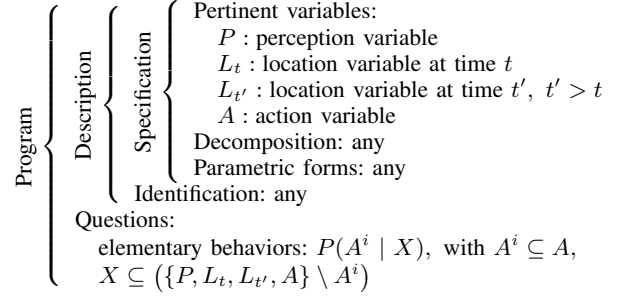 Program
Description
Specification
Pertinent variables:
P : perception variable
L_t : location variable at time t
L_{t'} : location variable at time t', t' > t
A : action variable
Decomposition: any
Parametric forms: any
Identification: any
Questions:
elementary behaviors: P(A^i | X), with A^i ⊆ A,
X ⊆ ({P, L_t, L_{t'}, A} \ A^i)